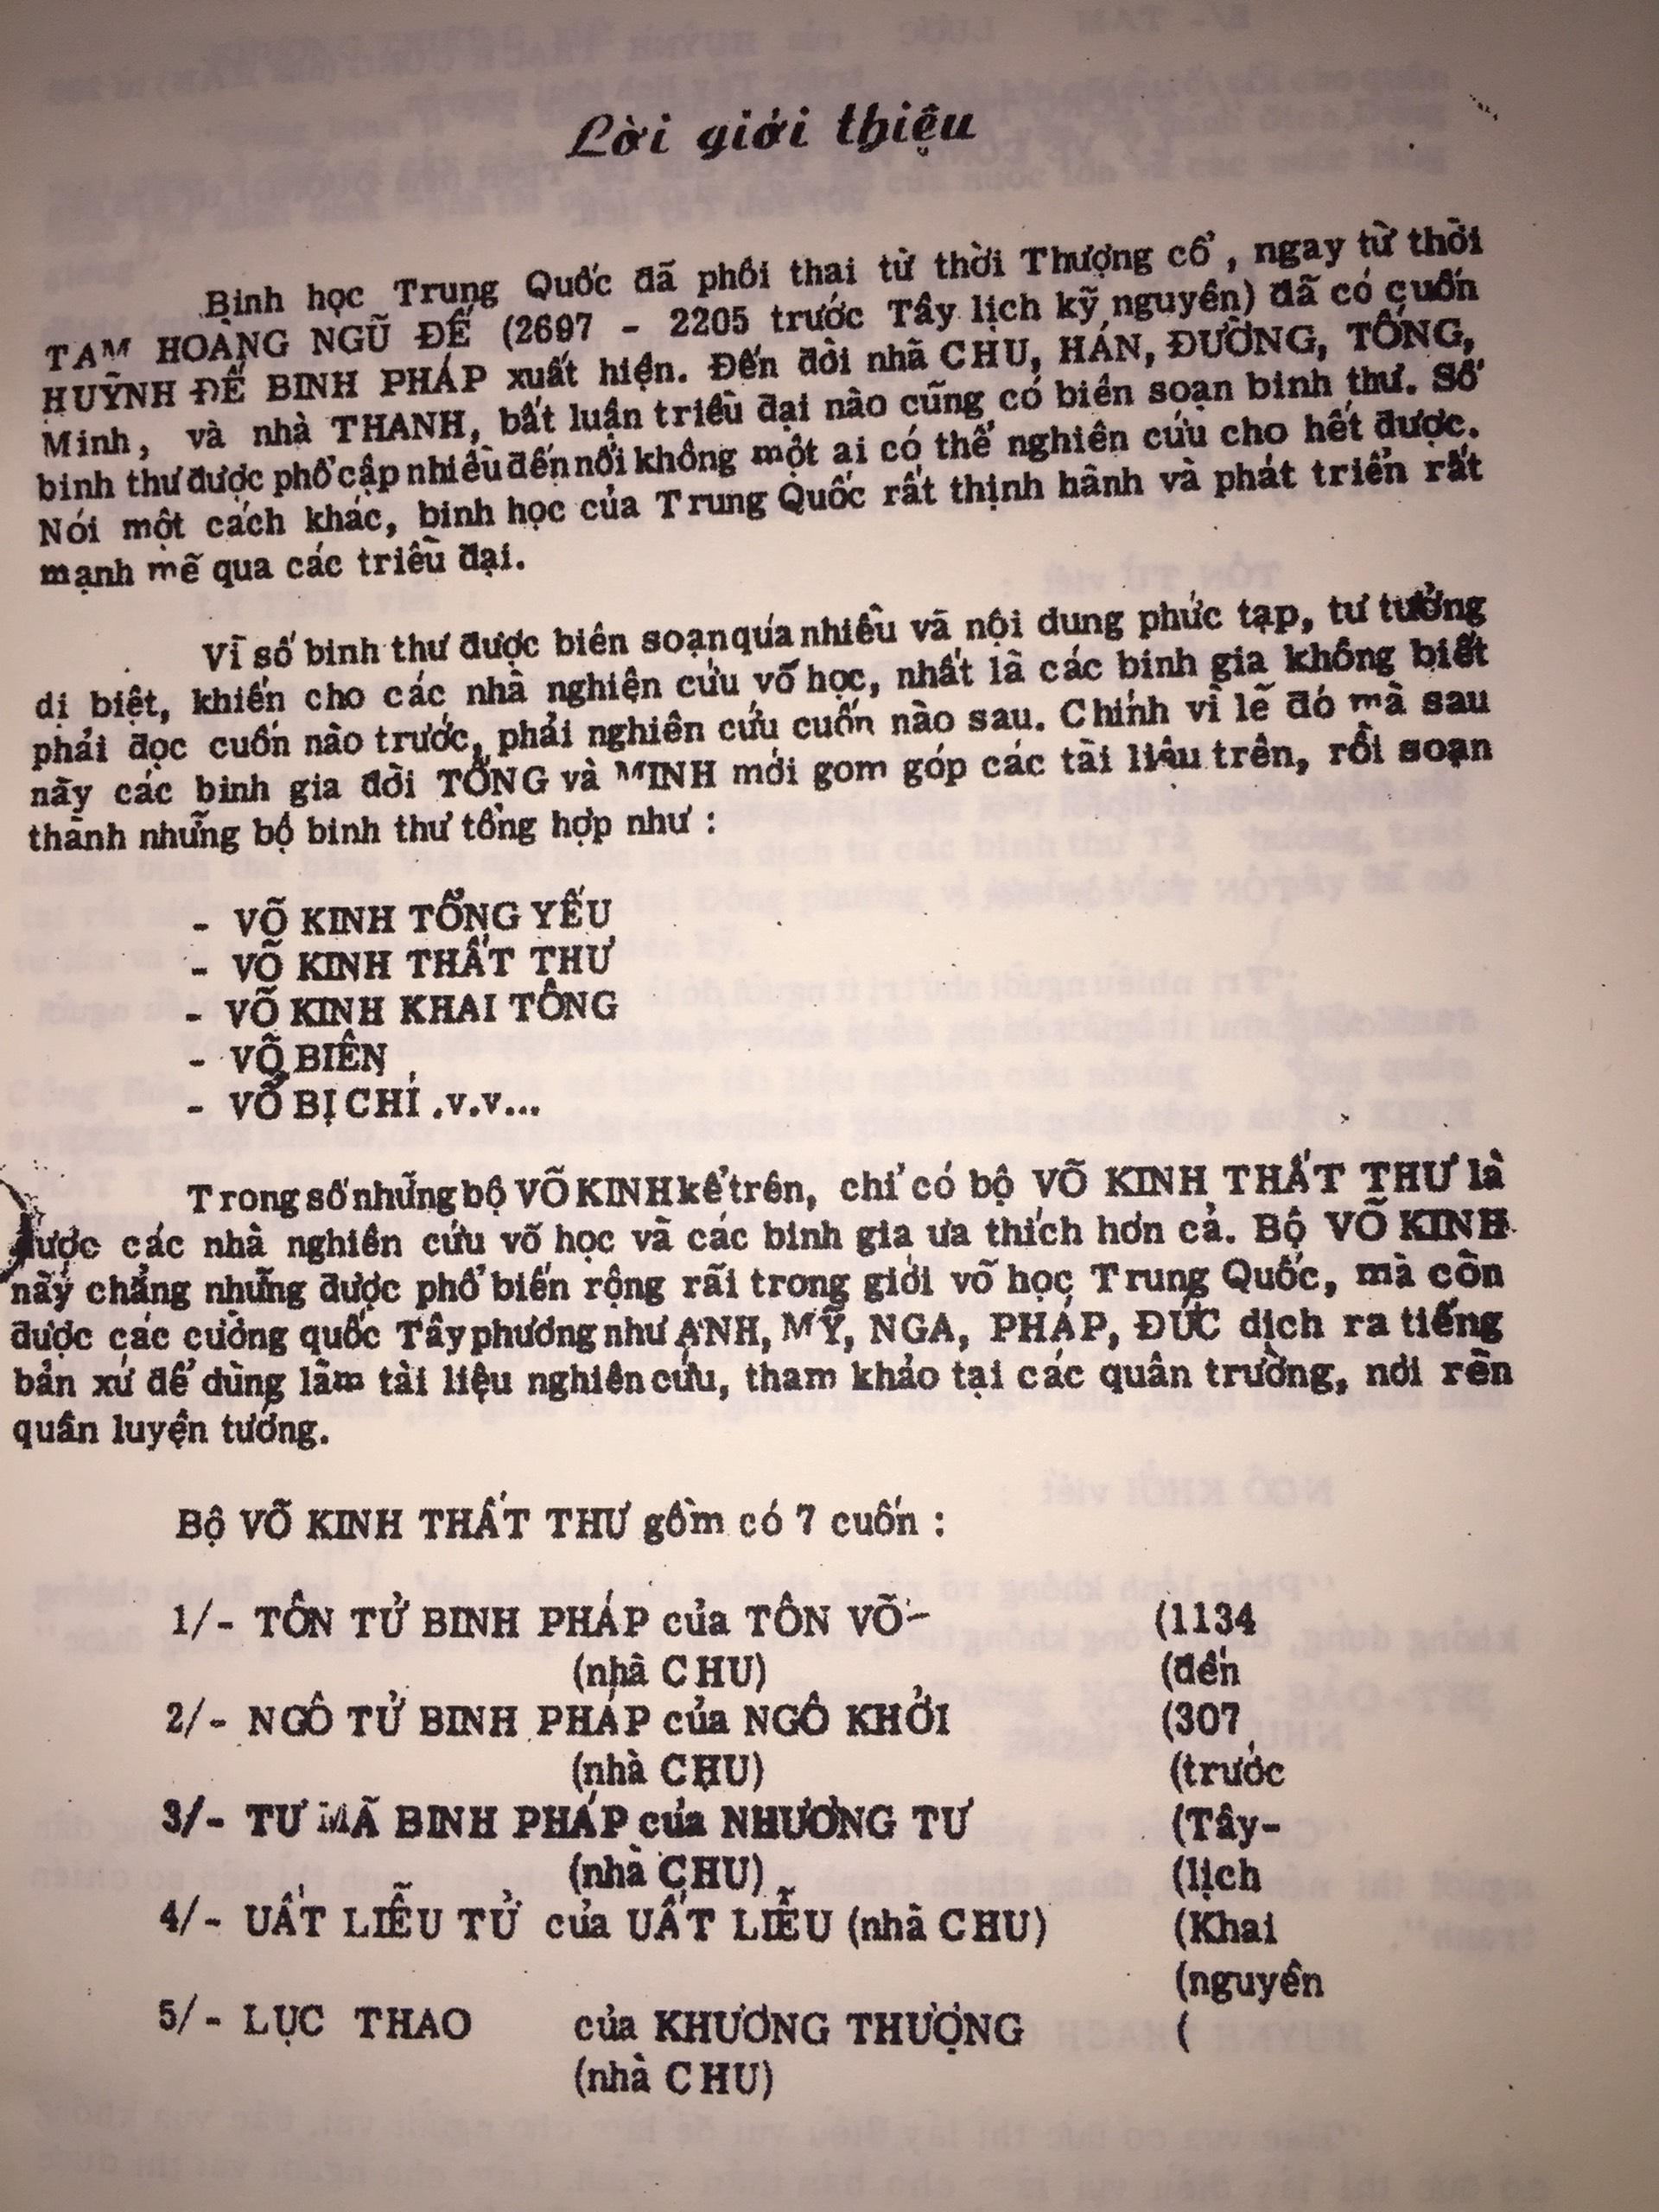 Lời giới thiệu
Binh học Trung Quốc đã phôi thai từ thời Thượng cổ , ngay từ thời
TAM HOÀNG NGŨ ĐẾ (2697 - 2205 trước Tây lịch kỹ nguyên) đã có cuốn
HUỲNH ĐẾ BINH PHÁP xuất hiện. Đến đời nhã CHU, HÁN, ĐƯỜNG, TỐNG,
Minh, và nhà THANH, bất luận triều đại nào cũng có biên soạn binh thư. Số
binh thư được phổ cập nhiều đến nỗi không một ai có thể nghiên cứu cho hết được.
Nói một cách khác, binh học của Trung Quốc rất thịnh hành và phát triển rất
mạnh mẽ qua các triều đại.
Vì số binh thư được biên soạn qúa nhiều vã nội dung phức tạp, tư tưởng
dị biệt, khiến cho các nhà nghiên cứu võ học, nhất là các binh gia không biết
phải đọc cuốn nào trước, phải nghiên cứu cuốn nào sau. Chính vì lẽ đó mà sau
nãy các binh gia đời TỐNG và MINH mới gom góp các tài liệu trên, rồi soạn
thành những bộ binh thư tổng hợp như :
- VÕ KINH TỔNG YẾU
- VÕ KINH THẤT THƯ
- VÕ KINH KHAI TÔNG
- VÕ BIÊN
- VÕ BỊ CHÍ .v.v...
Trong số những bộ VÕ KINH kể trên, chỉ có bộ VÕ KINH THẤT THƯ là
được các nhà nghiên cứu võ học và các binh gia ưa thích hơn cả. Bộ VÕ KINH
nầy chẳng những được phổ biến rộng rãi trong giới võ học Trung Quốc, mà còn
được các cường quốc Tây phương như ANH, MỸ, NGA, PHÁP, ĐỨC dịch ra tiếng
bản xứ để dùng làm tài liệu nghiên cứu, tham khảo tại các quân trường, nơi rèn
quân luyện tướng.
Bộ VÕ KINH THẤT THƯ gồm có 7 cuốn :
1/- TÔN TỬ BINH PHÁP của TÔN VÕ- (1134
(nhà CHU) (đến
2/- NGÔ TỬ BINH PHÁP của NGÔ KHỞI (307
(nhà CHU) (trước
3/- TƯ MÃ BINH PHÁP của NHƯƠNG TƯ (Tây-
(nhà CHU) (lịch
4/- UẤT LIỄU TỬ của UẤT LIỄU (nhà CHU) (Khai
(nguyên
5/- LỤC THAO của KHƯƠNG THƯỢNG (
(nhà CHU)